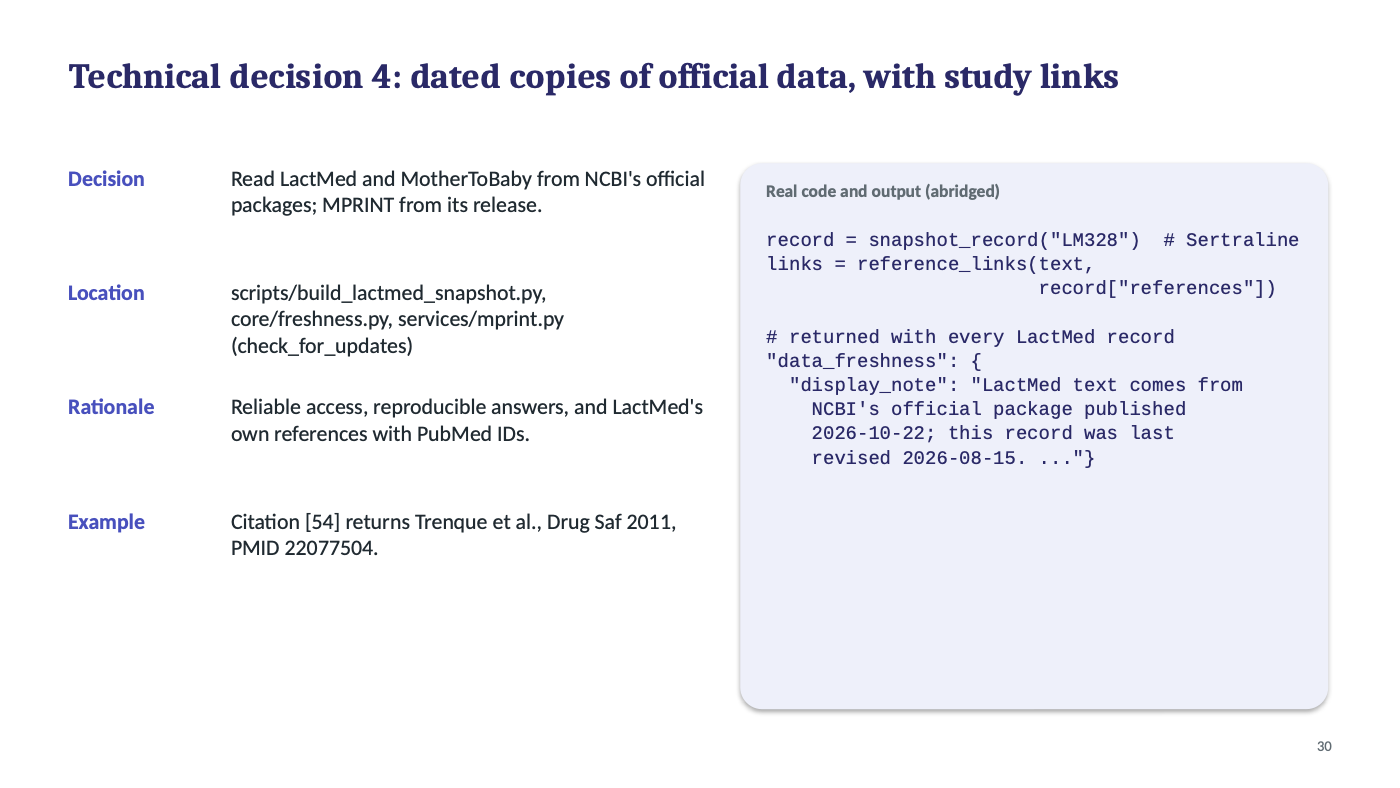 Technical decision 4: dated copies of official data, with study links
Decision
Read LactMed and MotherToBaby from NCBI's official
packages; MPRINT from its release.
Location
scripts/build_lactmed_snapshot.py,
core/freshness.py, services/mprint.py
(check_for_updates)
Rationale
Reliable access, reproducible answers, and LactMed's
own references with PubMed IDs.
Example
Citation [54] returns Trenque et al., Drug Saf 2011,
PMID 22077504.
Real code and output (abridged)
record = snapshot_record("LM328")  # Sertraline
links = reference_links(text,
                        record["references"])
# returned with every LactMed record
"data_freshness": {
  "display_note": "LactMed text comes from
    NCBI's official package published
    2026-10-22; this record was last
    revised 2026-08-15. ..."}
30